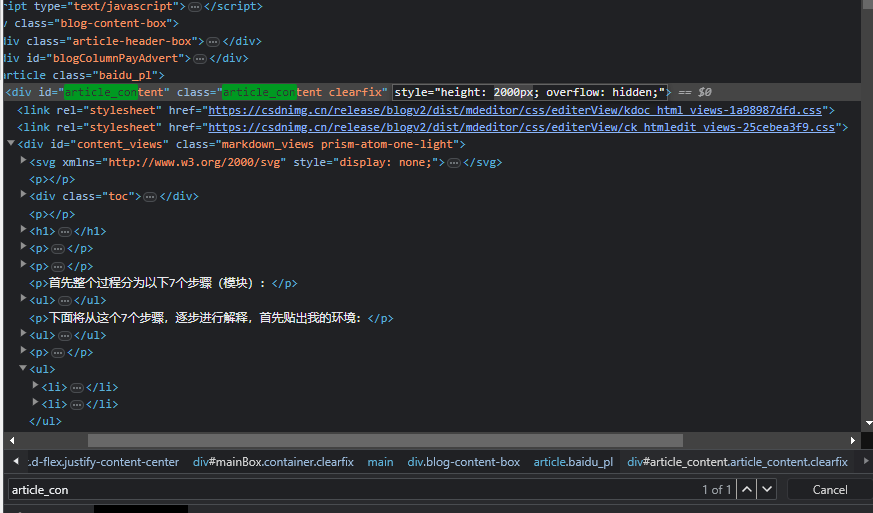 ript type="text/javascript">…</script>
v class="blog-content-box">
div class="article-header-box">…</div>
div id="blogColumnPayAdvert">…</div>
article class="baidu_pl">
<div id="article_content" class="article_content clearfix" style="height: 2000px; overflow: hidden;"> == $0
<link rel="stylesheet" href="https://csdnimg.cn/release/blogv2/dist/mdeditor/css/editerView/kdoc_html_views-1a98987dfd.css">
<link rel="stylesheet" href="https://csdnimg.cn/release/blogv2/dist/mdeditor/css/editerView/ck_htmledit_views-25cebea3f9.css">
<div id="content_views" class="markdown_views prism-atom-one-light">
<svg xmlns="http://www.w3.org/2000/svg" style="display: none;">…</svg>
<p></p>
<div class="toc">…</div>
<p></p>
<h1>…</h1>
<p>…</p>
<p>…</p>
<p>首先整个过程分为以下7个步骤（模块）：</p>
<ul>…</ul>
<p>下面将从这个7个步骤，逐步进行解释，首先贴出我的环境：</p>
<ul>…</ul>
<p>…</p>
<ul>
<li>…</li>
<li>…</li>
</ul>
.d-flex.justify-content-center div#mainBox.container.clearfix main div.blog-content-box article.baidu_pl div#article_content.article_content.clearfix
article_con 1 of 1 Cancel